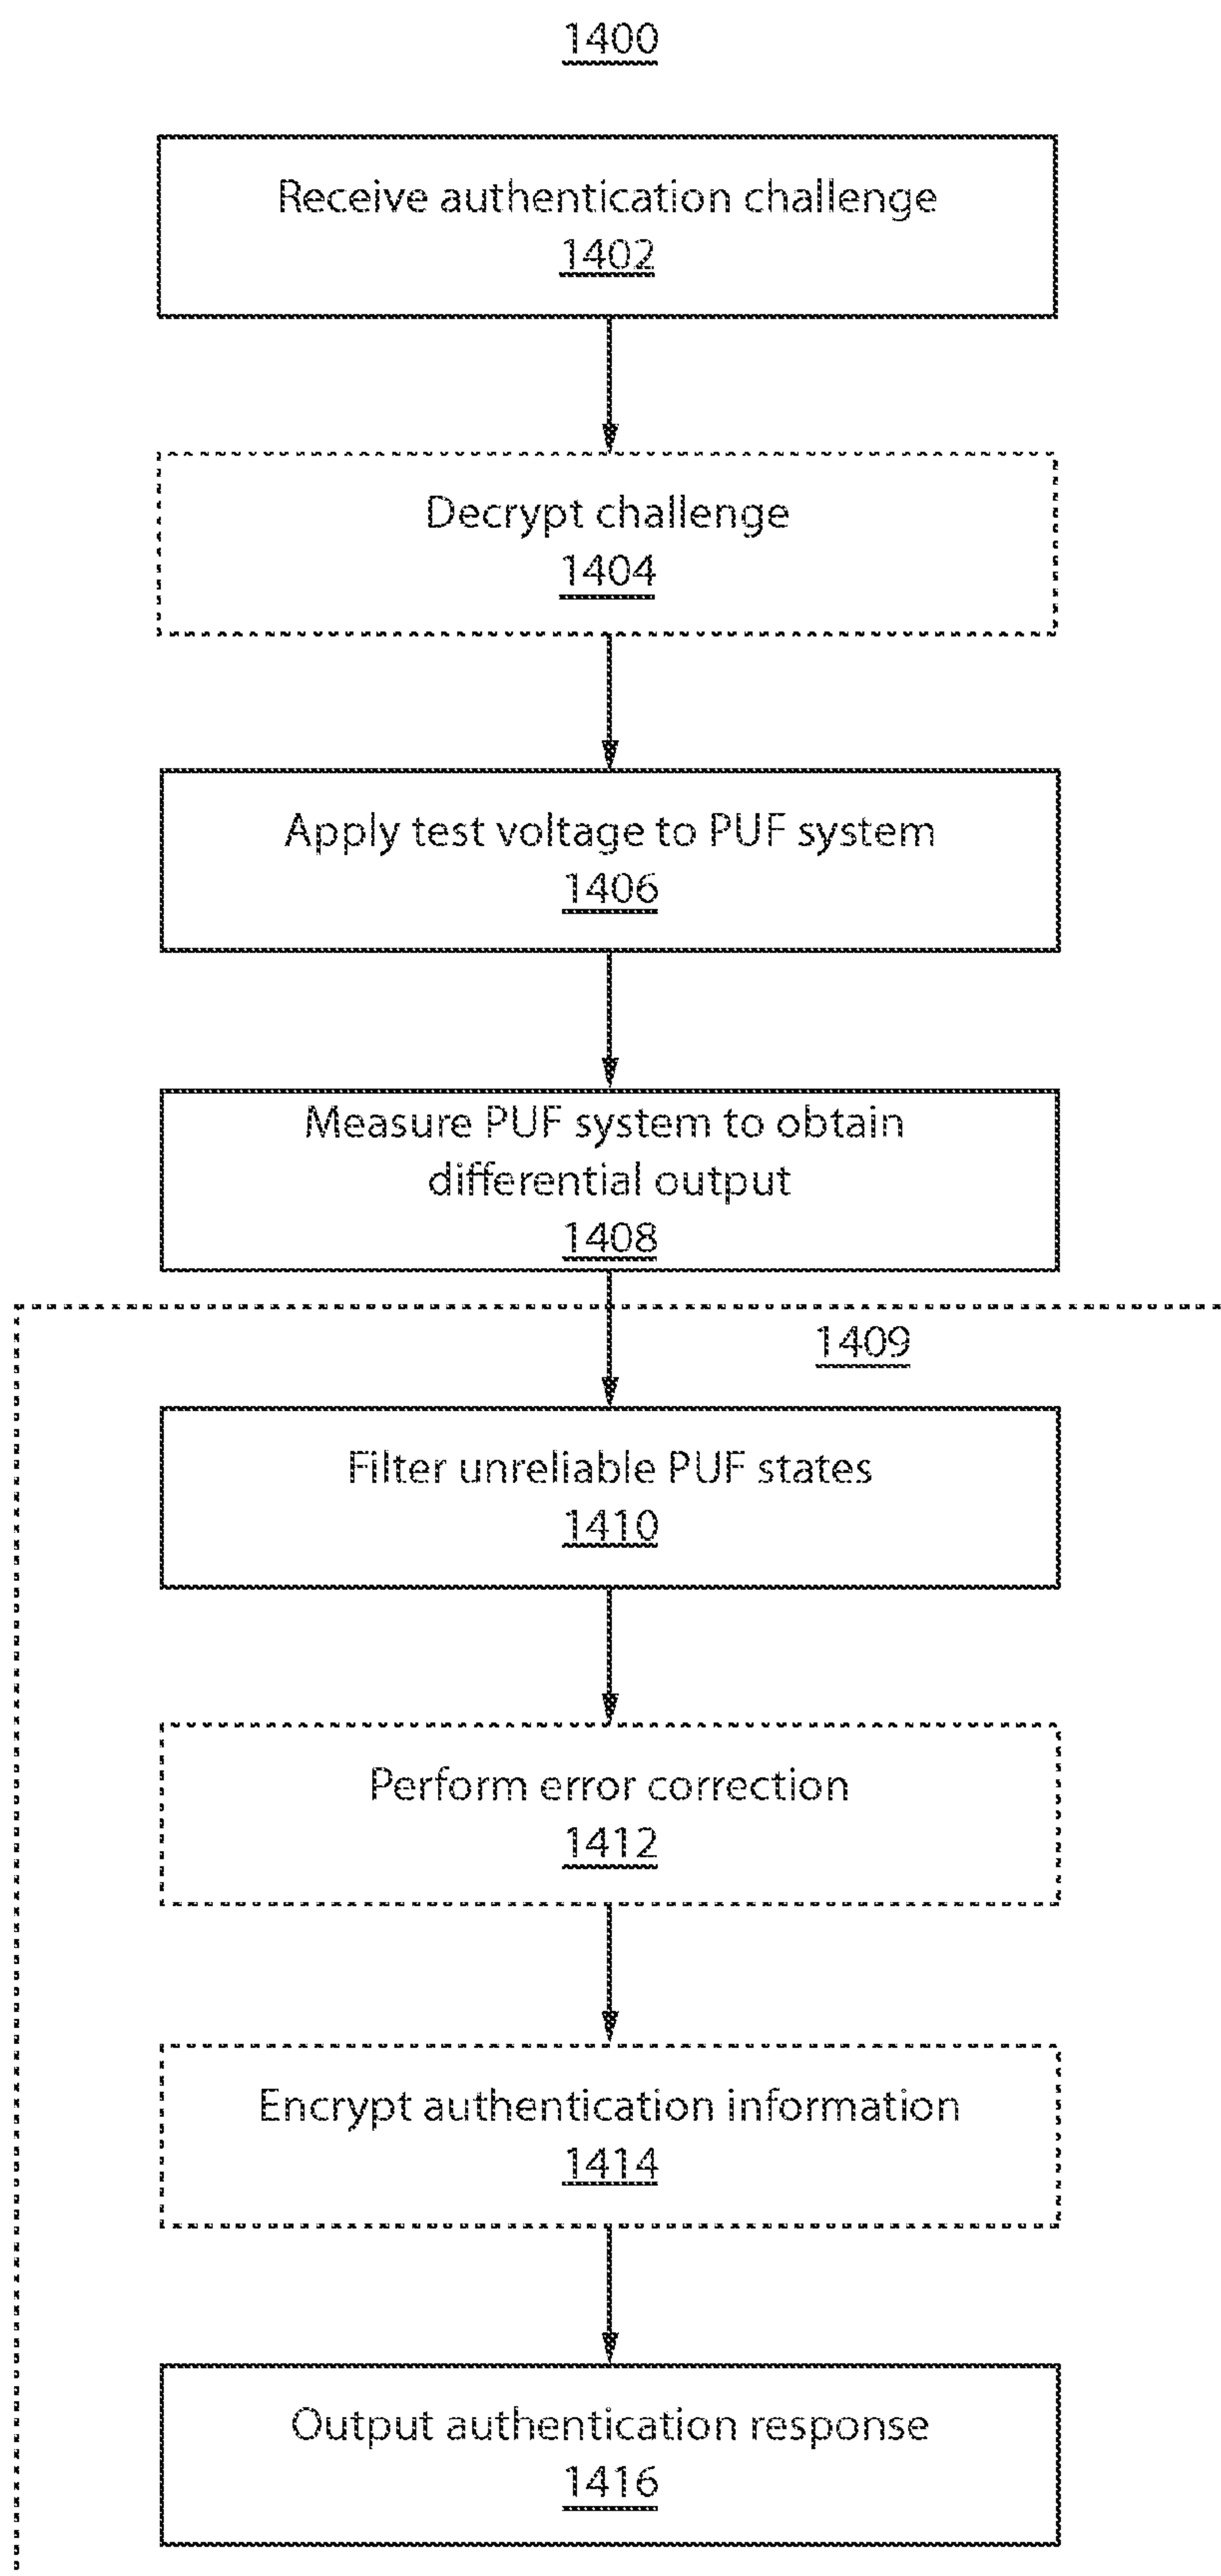 1400
Receive authentication challenge
1402
Decrypt challenge
1404
Apply test voltage to PUF system
1406
Measure PUF system to obtain
differential output
1408
1409
Filter unreliable PUF states
1410
Perform error correction
1412
Encrypt authentication information
1414
Output authentication response
1416